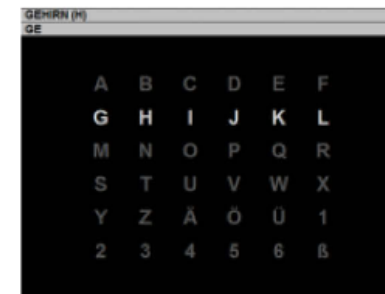 GEHIRN (H)
GE
A B C D E F
G H I J K L
M N O P Q R
S T U V W X
Y Z Ä Ö Ü 1
2 3 4 5 6 ß